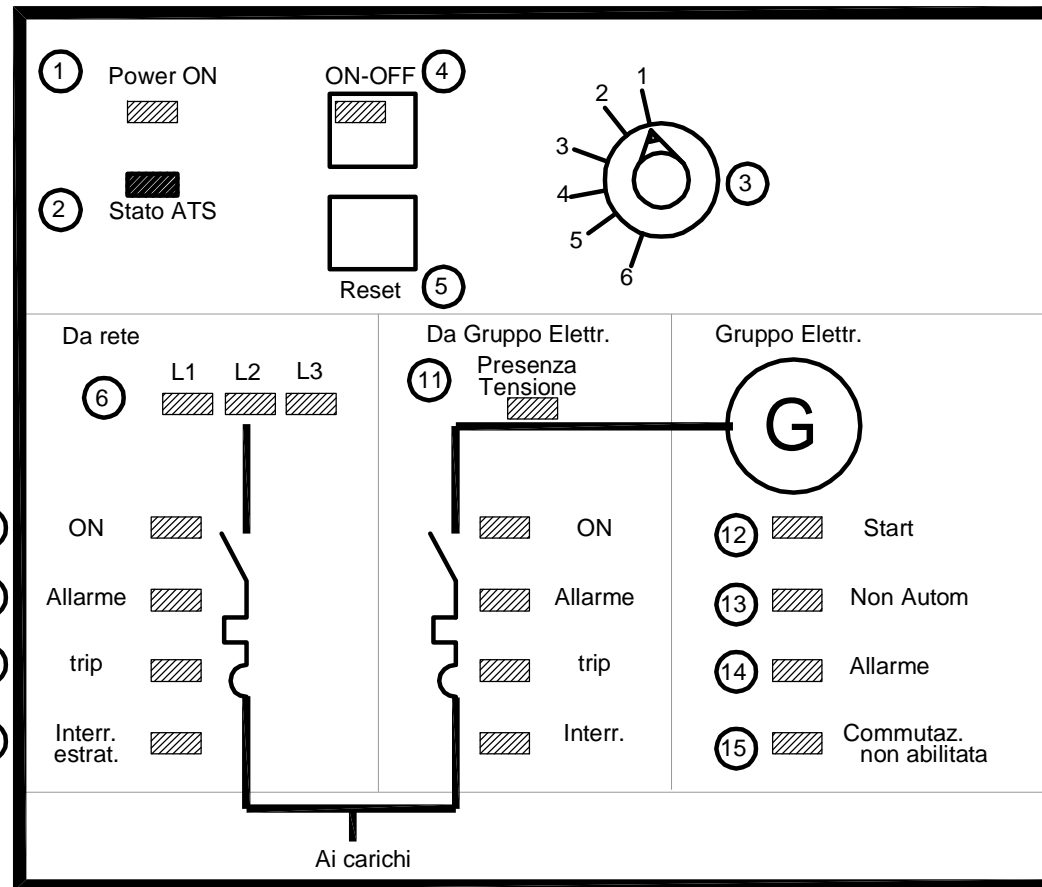 1
Power ON
ON-OFF
4
1
2
3
4
5
6
3
2
Stato ATS
Reset
5
Da rete
6
L1 L2 L3
Da Gruppo Elettr.
11
Presenza
Tensione
Gruppo Elettr.
G
ON
Allarme
trip
Interr.
estrat.
ON
Allarme
trip
Interr.
12
Start
13
Non Autom
14
Allarme
15
Commutaz.
non abilitata
Ai carichi